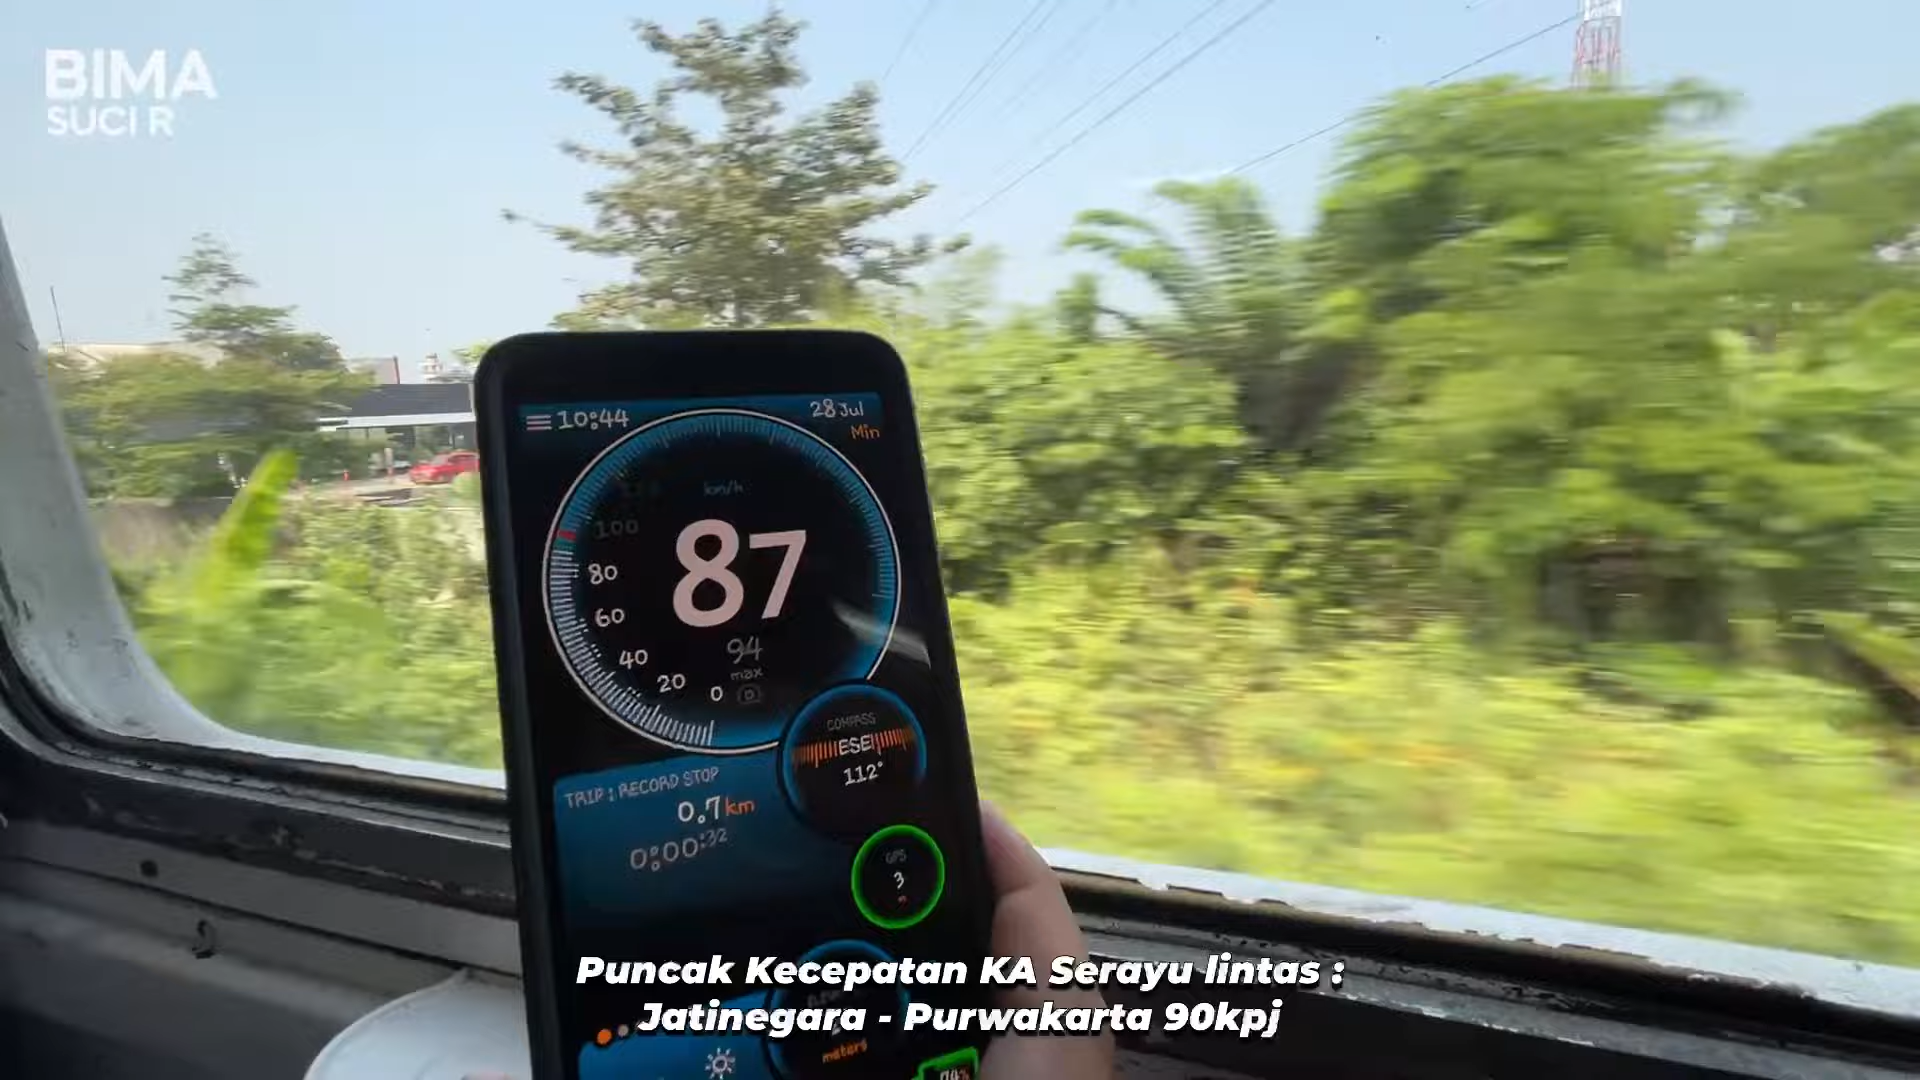 BIMA
SUCI R
10:44
28 Jul
Min
km/h
100
80
60
40
20
0
87
94
max
COMPASS
ESE
112°
TRIP : RECORD STOP
0.7 km
0:00:32
GPS
3
Puncak Kecepatan KA Serayu lintas :
Jatinegara - Purwakarta 90kpj
meters